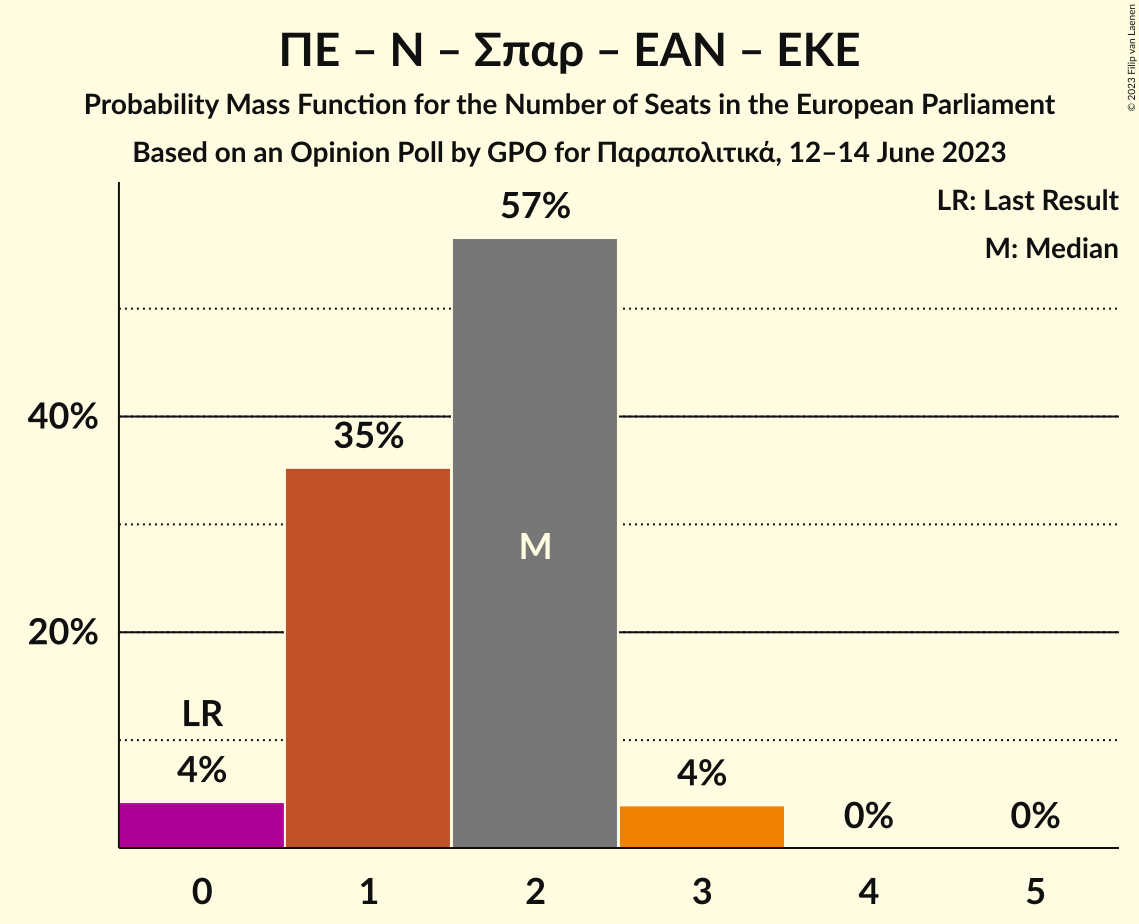 ΠΕ – Ν – Σπαρ – ΕΑΝ – ΕΚΕ
Probability Mass Function for the Number of Seats in the European Parliament
Based on an Opinion Poll by GPO for Παραπολιτικά, 12–14 June 2023
© 2023 Filip van Laenen
LR: Last Result
M: Median
57%
40%
35%
M
20%
LR
4%
4%
0%
0%
0 1 2 3 4 5